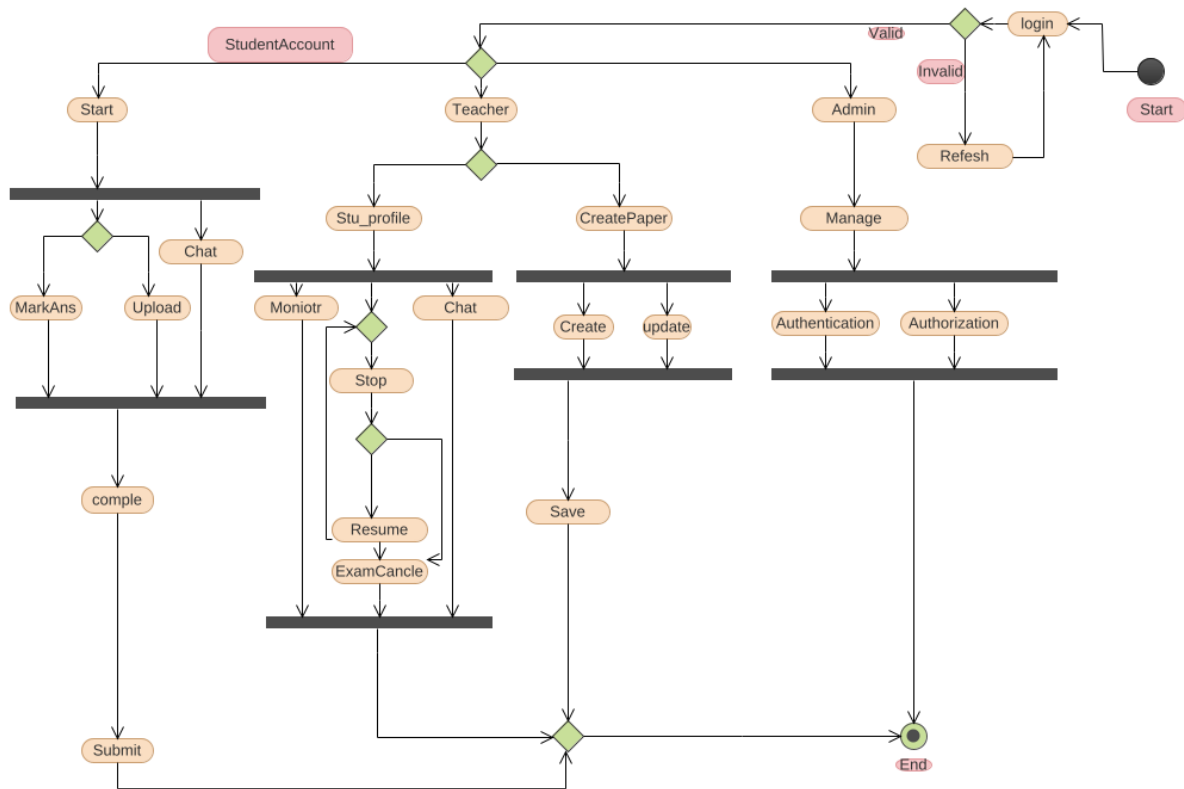 login
Valid
StudentAccount
Invalid
Start
Teacher
Admin
Start
Refesh
Stu_profile
CreatePaper
Manage
Chat
MarkAns
Upload
Moniotr
Chat
Create
update
Authentication
Authorization
Stop
comple
Save
Resume
ExamCancle
Submit
End